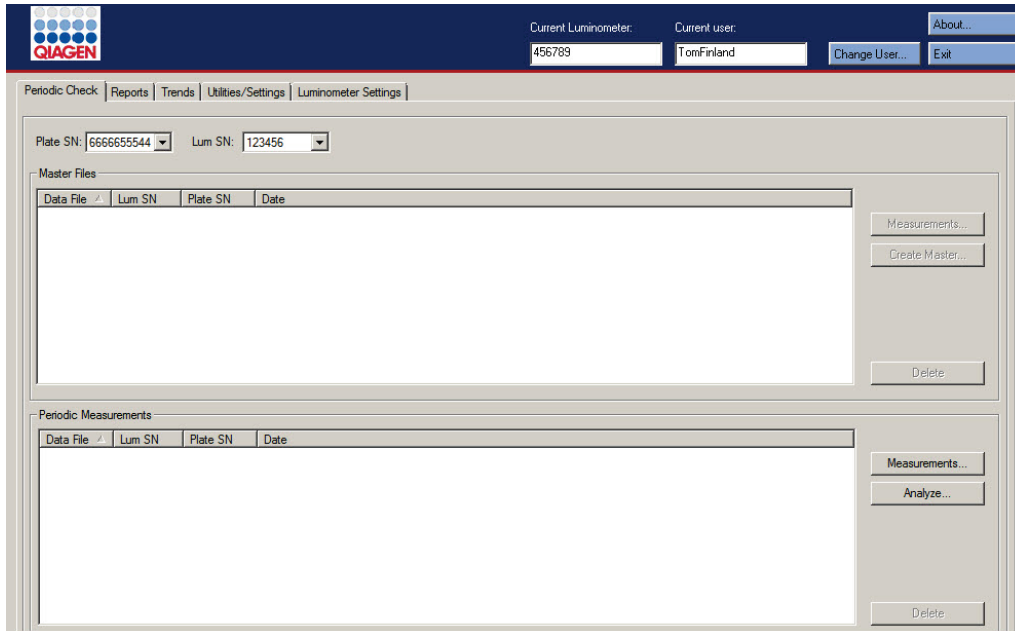 QIAGEN
Current Luminometer: Current user: About...
456789 TomFinland Change User... Exit
Periodic Check Reports Trends Utilities/Settings Luminometer Settings
Plate SN: 6666655544 Lum SN: 123456
Master Files
Data File Lum SN Plate SN Date
Measurements...
Create Master...
Delete
Periodic Measurements
Data File Lum SN Plate SN Date
Measurements...
Analyze...
Delete